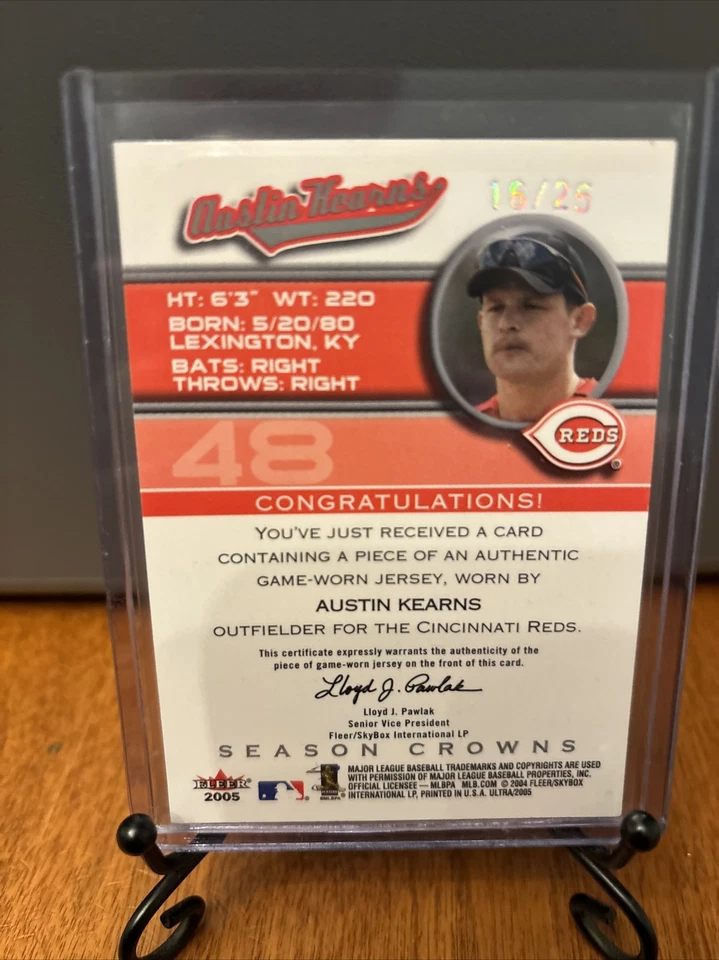 Austin Kearns
16/25
HT: 6'3" WT: 220
BORN: 5/20/80
LEXINGTON, KY
BATS: RIGHT
THROWS: RIGHT
REDS
48
CONGRATULATIONS!
YOU'VE JUST RECEIVED A CARD
CONTAINING A PIECE OF AN AUTHENTIC
GAME-WORN JERSEY, WORN BY
AUSTIN KEARNS
OUTFIELDER FOR THE CINCINNATI REDS.
This certificate expressly warrants the authenticity of the
piece of game-worn jersey on the front of this card.
Lloyd J. Pawlak
Lloyd J. Pawlak
Senior Vice President
Fleer/SkyBox International LP
SEASON CROWNS
FLEER
2005
MAJOR LEAGUE BASEBALL TRADEMARKS AND COPYRIGHTS ARE USED
WITH PERMISSION OF MAJOR LEAGUE BASEBALL PROPERTIES, INC.
OFFICIAL LICENSEE – MLBPA MLB.COM © 2004 FLEER/SKYBOX
INTERNATIONAL LP, PRINTED IN U.S.A. ULTRA/2005